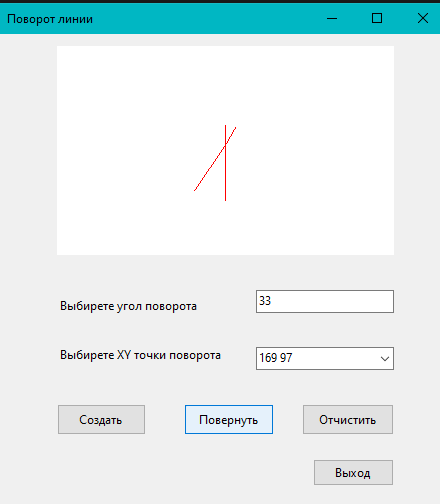 Поворот линии
Выбирете угол поворота
33
Выбирете XY точки поворота
169 97
Создать
Повернуть
Отчистить
Выход